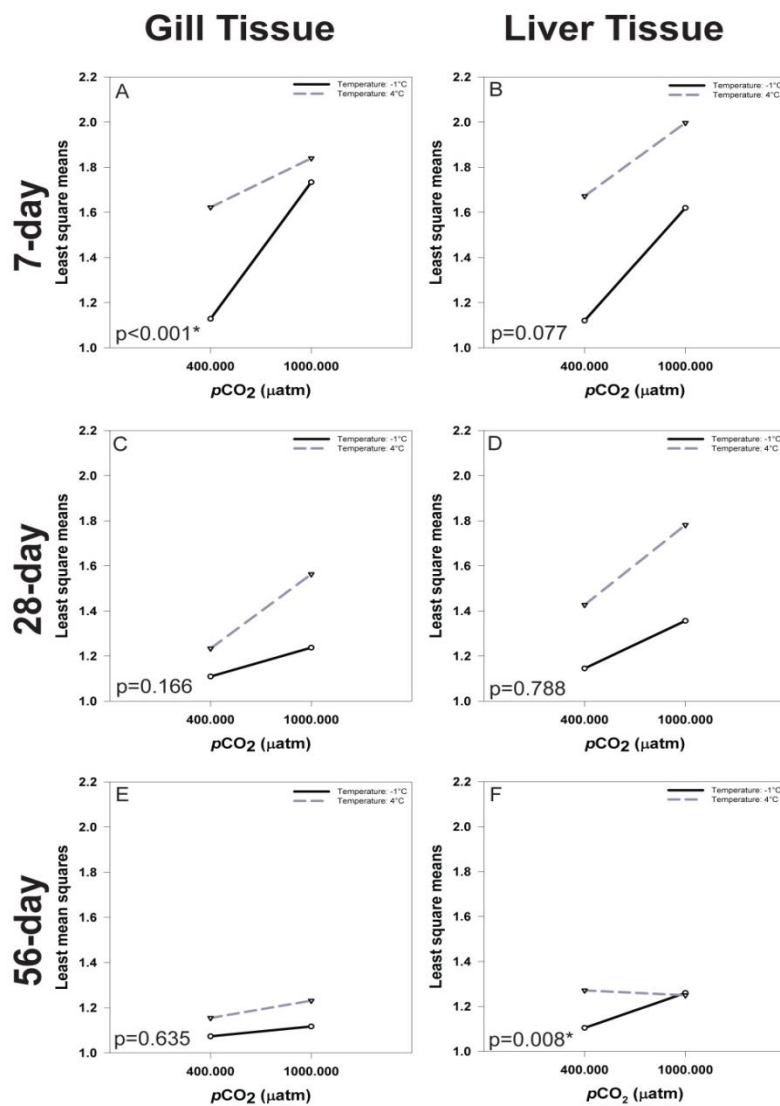 Gill Tissue
Liver Tissue
7-day
A
Temperature: -1°C
Temperature: 4°C
2.2
2.0
1.8
1.6
1.4
1.2
1.0
Least square means
p<0.001*
400.000
1000.000
pCO2 (µatm)
B
Temperature: -1°C
Temperature: 4°C
2.2
2.0
1.8
1.6
1.4
1.2
1.0
Least square means
p=0.077
400.000
1000.000
pCO2 (µatm)
28-day
C
Temperature: -1°C
Temperature: 4°C
2.2
2.0
1.8
1.6
1.4
1.2
1.0
Least square means
p=0.166
400.000
1000.000
pCO2 (µatm)
D
Temperature: -1°C
Temperature: 4°C
2.2
2.0
1.8
1.6
1.4
1.2
1.0
Least square means
p=0.788
400.000
1000.000
pCO2 (µatm)
56-day
E
Temperature: -1°C
Temperature: 4°C
2.2
2.0
1.8
1.6
1.4
1.2
1.0
Least mean squares
p=0.635
400.000
1000.000
pCO2 (µatm)
F
Temperature: -1°C
Temperature: 4°C
2.2
2.0
1.8
1.6
1.4
1.2
1.0
Least square means
p=0.008*
400.000
1000.000
pCO₂ (µatm)